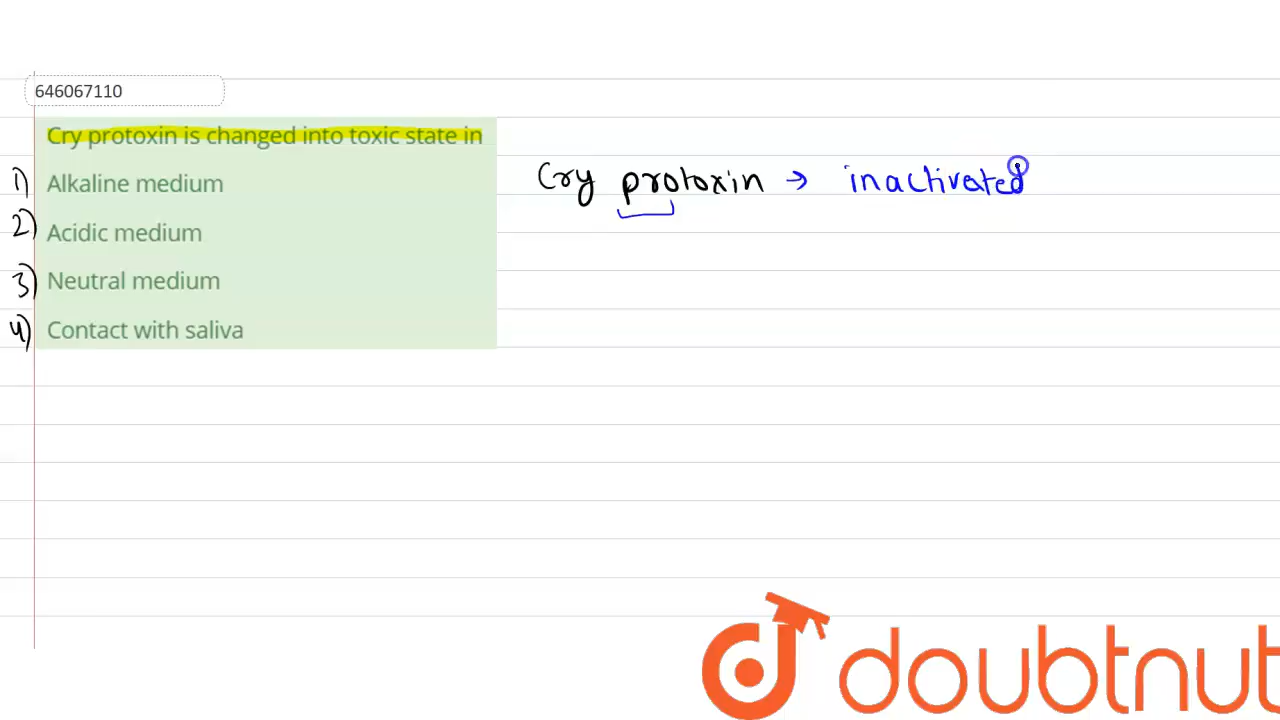 646067110
Cry protoxin is changed into toxic state in
1) Alkaline medium
2) Acidic medium
3) Neutral medium
4) Contact with saliva
Cry protoxin → inactivated
doubtnut